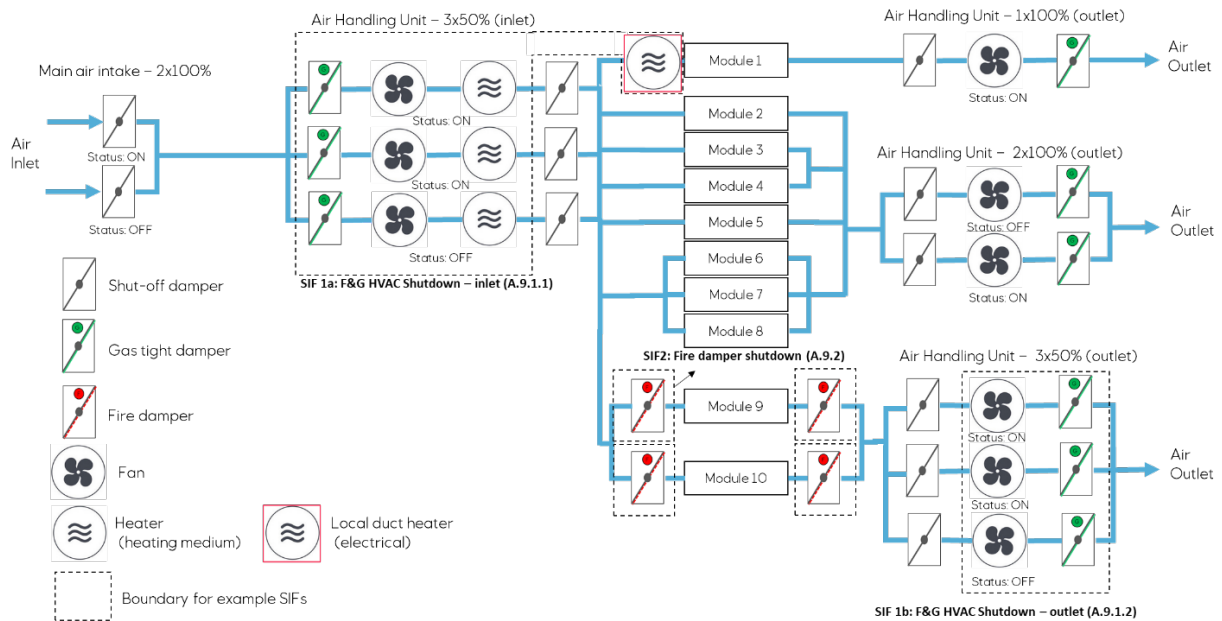 Air Handling Unit – 3x50% (inlet)
Air Handling Unit – 1x100% (outlet)
Main air intake – 2x100%
Module 1
Air
Outlet
Status: ON
Status: ON
Module 2
Air
Inlet
Status: ON
Module 3
Air Handling Unit – 2x100% (outlet)
Status: ON
Module 4
Status: OFF
Module 5
Status: OFF
Air
Outlet
Status: OFF
Module 6
SIF 1a: F&G HVAC Shutdown – inlet (A.9.1.1)
Shut-off damper
Module 7
Status: ON
Module 8
Gas tight damper
SIF2: Fire damper shutdown (A.9.2)
Air Handling Unit – 3x50% (outlet)
Fire damper
Module 9
Status: ON
Fan
Module 10
Air
Outlet
Status: ON
Heater
(heating medium)
Local duct heater
(electrical)
Status: OFF
Boundary for example SIFs
SIF 1b: F&G HVAC Shutdown – outlet (A.9.1.2)